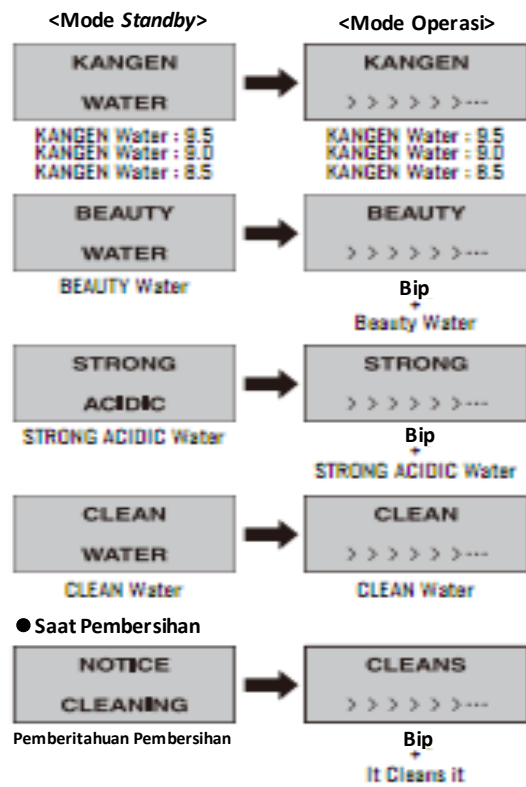 <Mode Standby> <Mode Operasi>
KANGEN KANGEN
WATER > > > > > >---
KANGEN Water : 9.5 KANGEN Water : 9.5
KANGEN Water : 9.0 KANGEN Water : 9.0
KANGEN Water : 8.5 KANGEN Water : 8.5
BEAUTY BEAUTY
WATER > > > > > >---
BEAUTY Water Bip
+
Beauty Water
STRONG STRONG
ACIDIC > > > > > >---
STRONG ACIDIC Water Bip
+
STRONG ACIDIC Water
CLEAN CLEAN
WATER > > > > > >---
CLEAN Water CLEAN Water
● Saat Pembersihan
NOTICE CLEANS
CLEANING > > > > > >---
Pemberitahuan Pembersihan Bip
+
It Cleans it